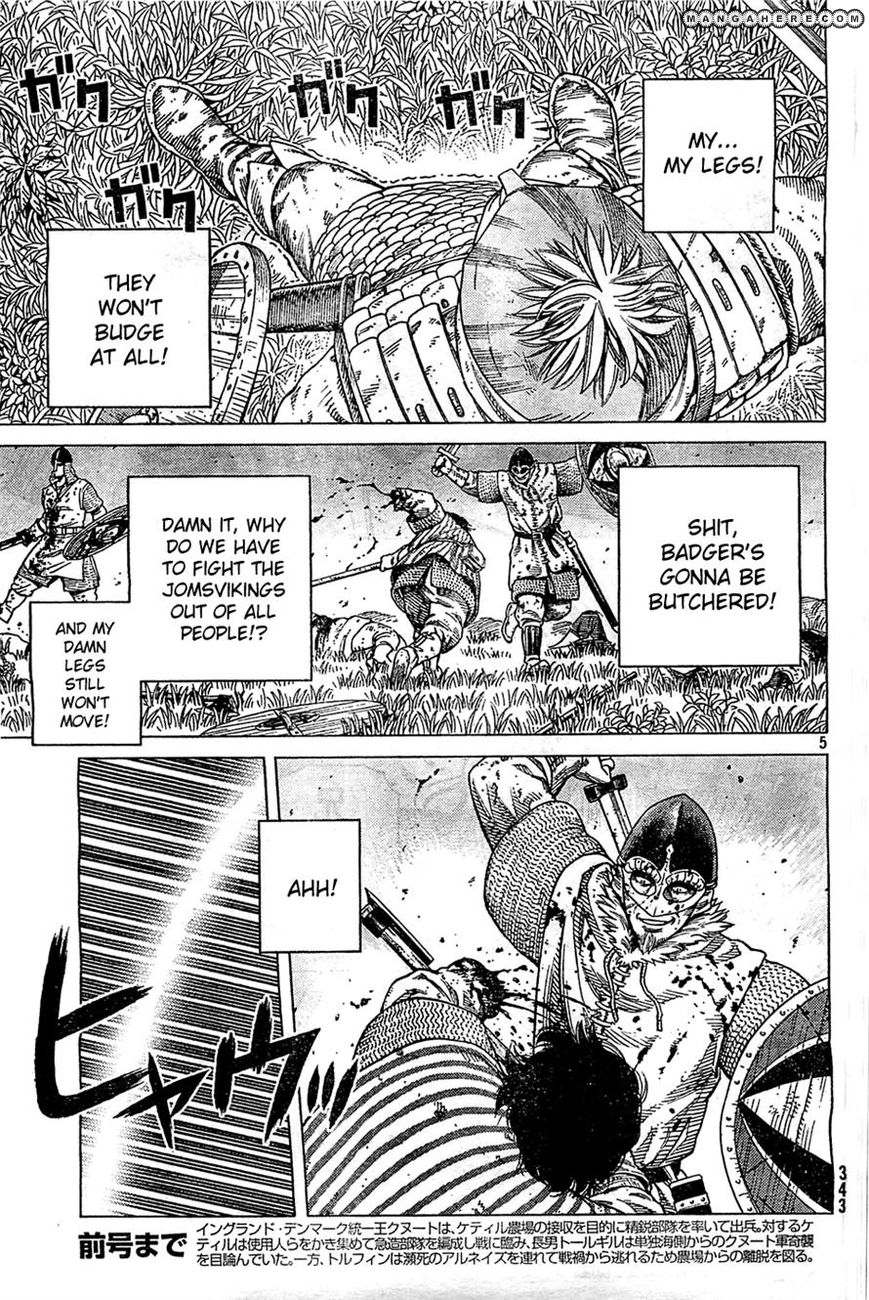 MANGAHERE.COM
MY...
MY LEGS!
ガク
ガク
ガク
THEY
WON'T
BUDGE
AT ALL!
SHIT,
BADGER'S
GONNA BE
BUTCHERED!
DAMN IT, WHY
DO WE HAVE
TO FIGHT THE
JOMSVIKINGS
OUT OF ALL
PEOPLE!?
AND MY
DAMN
LEGS
STILL
WON'T
MOVE!
5
AHH!
ヒャウッ
343
前号まで
イングランド・デンマーク統一王クヌートは、ケティル農場の接収を目的に精鋭部隊を率いて出兵。対するケ
ティルは使用人らをかき集めて急造部隊を編成し戦に臨み、長男トールギルは単独海側からのクヌート軍奇襲
を目論んでいた。一方、トルフィンは瀕死のアルネイズを連れて戦禍から逃れるため農場からの離脱を図る。